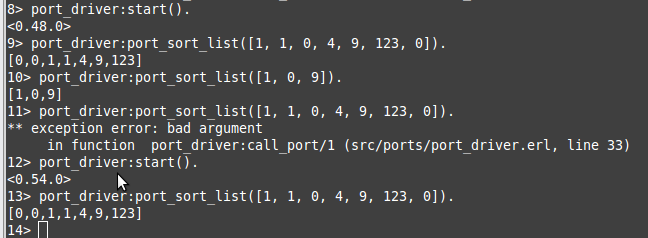 8> port_driver:start().
<0.48.0>
9> port_driver:port_sort_list([1, 1, 0, 4, 9, 123, 0]).
[0,0,1,1,4,9,123]
10> port_driver:port_sort_list([1, 0, 9]).
[1,0,9]
11> port_driver:port_sort_list([1, 1, 0, 4, 9, 123, 0]).
** exception error: bad argument
     in function  port_driver:call_port/1 (src/ports/port_driver.erl, line 33)
12> port_driver:start().
<0.54.0>
13> port_driver:port_sort_list([1, 1, 0, 4, 9, 123, 0]).
[0,0,1,1,4,9,123]
14>